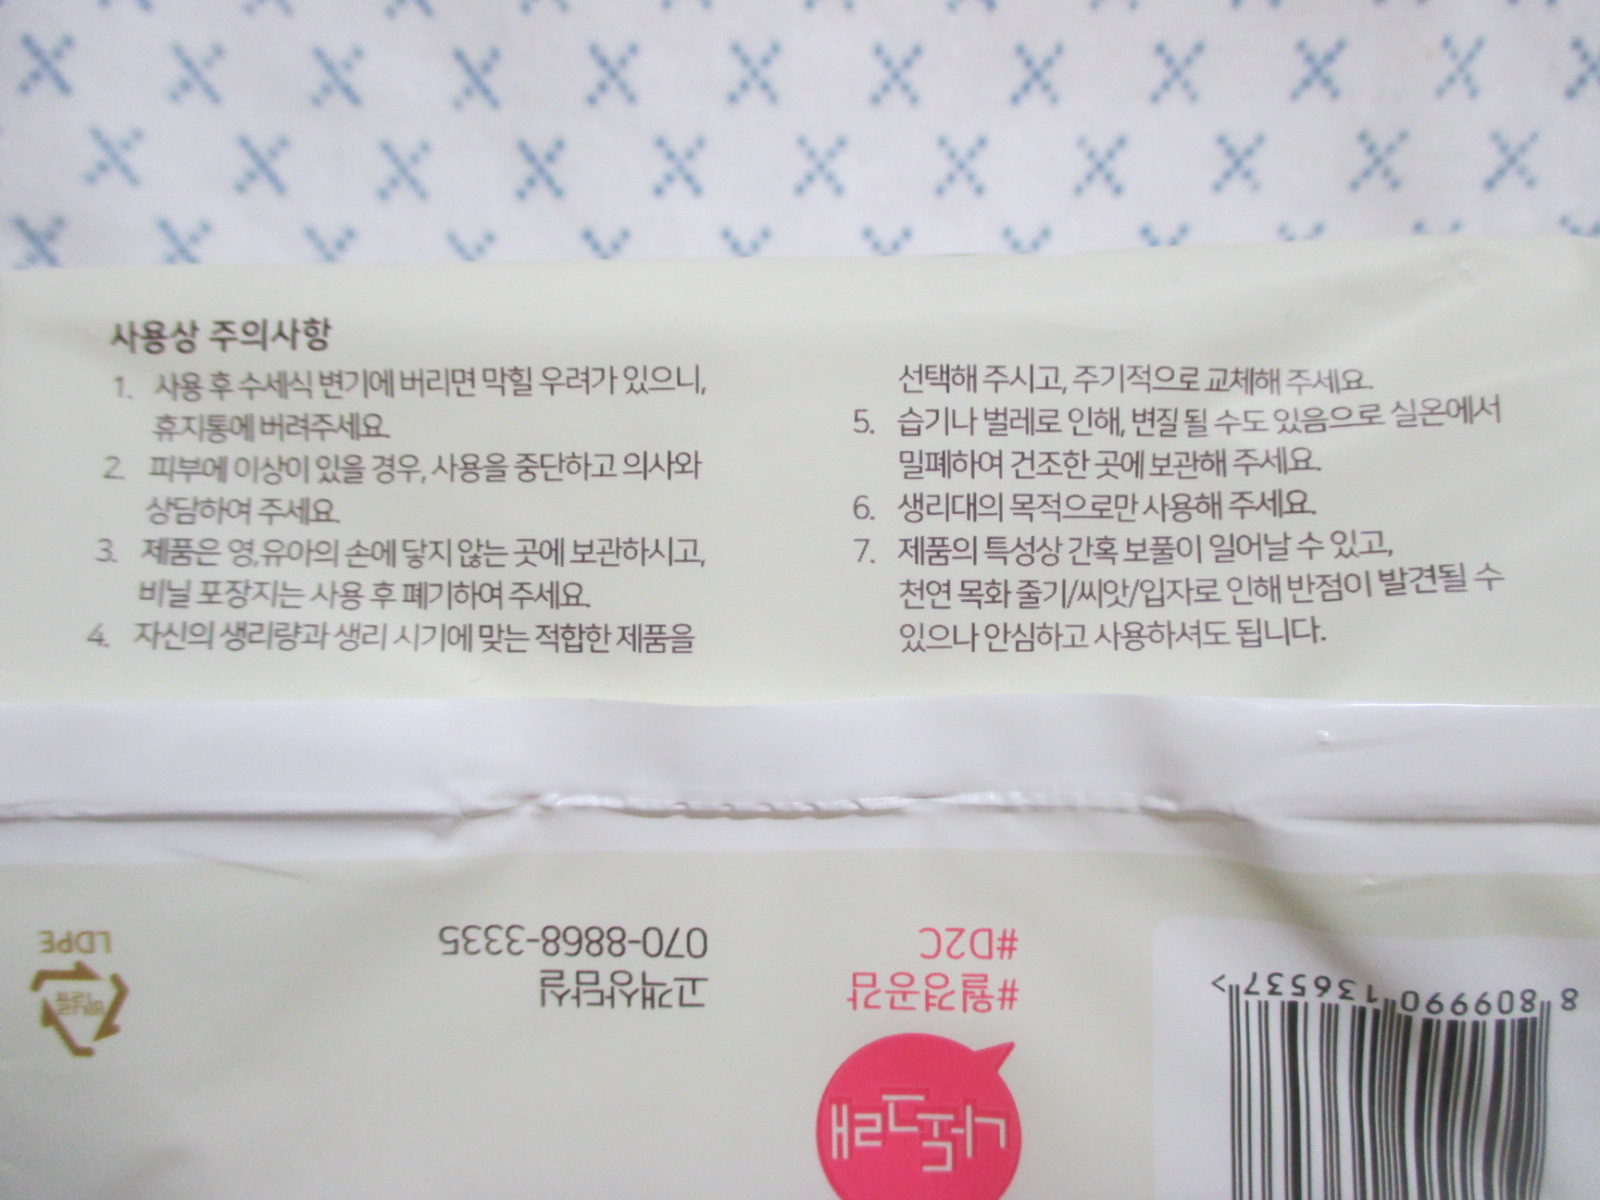 사용상 주의사항
1. 사용 후 수세식 변기에 버리면 막힐 우려가 있으니,
휴지통에 버려주세요.
2. 피부에 이상이 있을 경우, 사용을 중단하고 의사와
상담하여 주세요.
3. 제품은 영,유아의 손에 닿지 않는 곳에 보관하시고,
비닐 포장지는 사용 후 폐기하여 주세요.
4. 자신의 생리량과 생리 시기에 맞는 적합한 제품을
선택해 주시고, 주기적으로 교체해 주세요.
5. 습기나 벌레로 인해, 변질 될 수도 있음으로 실온에서
밀폐하여 건조한 곳에 보관해 주세요.
6. 생리대의 목적으로만 사용해 주세요.
7. 제품의 특성상 간혹 보풀이 일어날 수 있고,
천연 목화 줄기/씨앗/입자로 인해 반점이 발견될 수
있으나 안심하고 사용하셔도 됩니다.
나도그래
#월경공감
#D2C
고객상담실
070-8868-3335
비닐류
LDPE
8 809990 136537 >